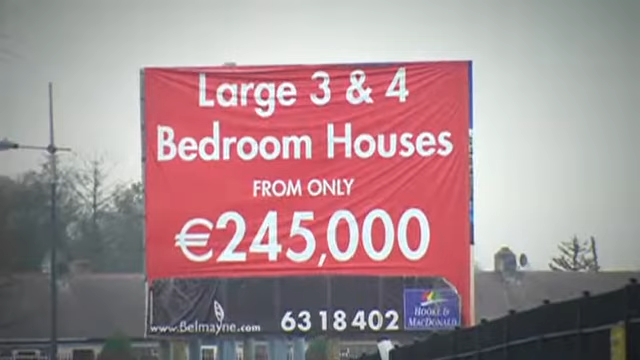 Large 3 & 4
Bedroom Houses
FROM ONLY
€245,000
www.Belmayne.com 6318402
HOOKE &
MACDONALD